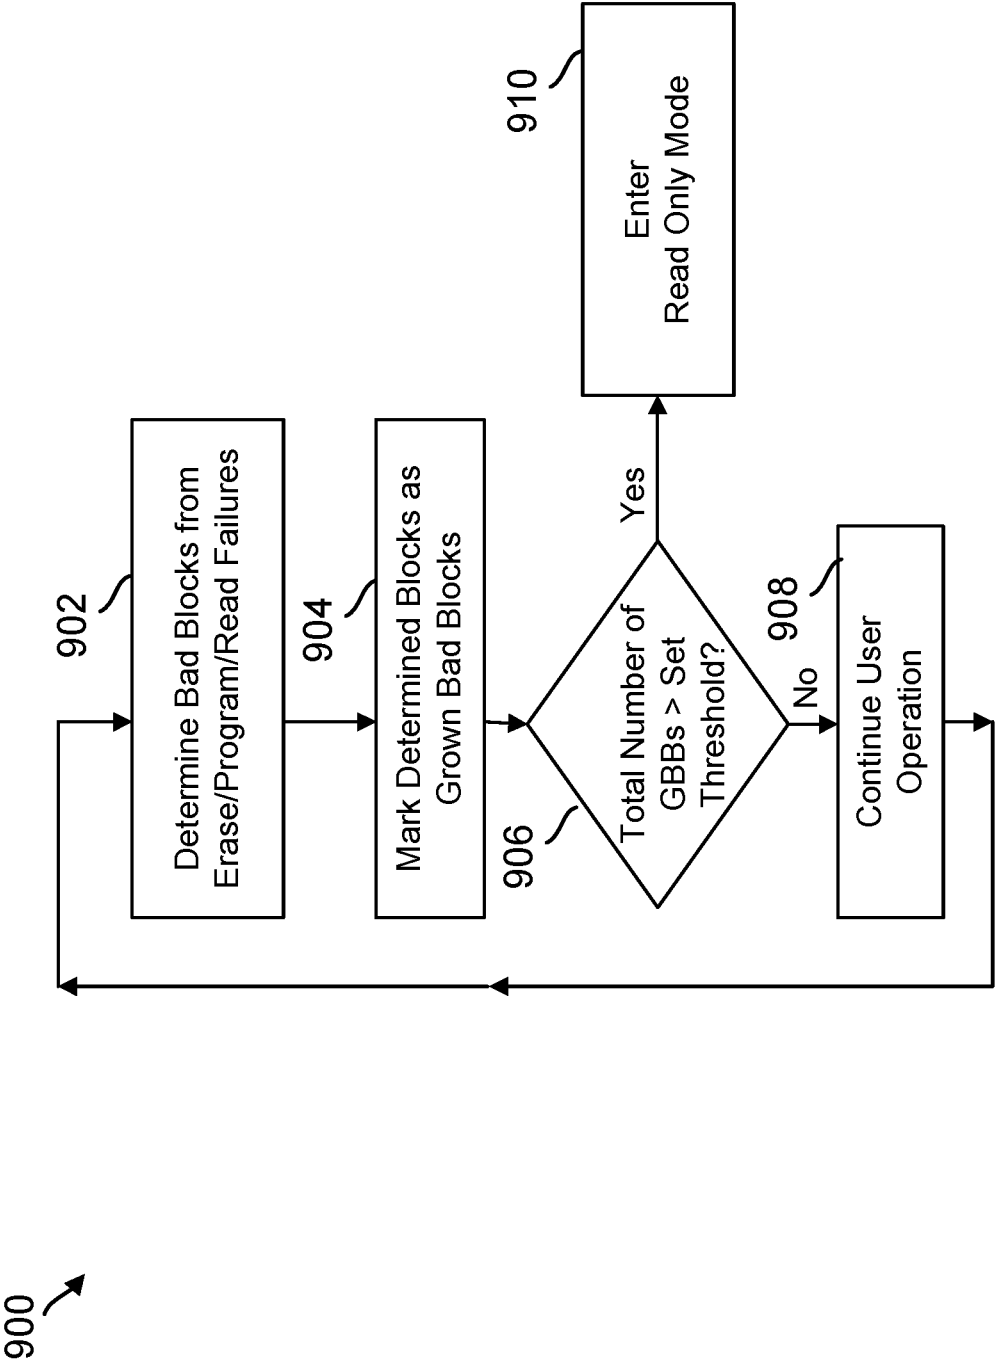 900
902
Determine Bad Blocks from
Erase/Program/Read Failures
904
Mark Determined Blocks as
Grown Bad Blocks
906
Total Number of
GBBs > Set
Threshold?
Yes
No
908
Continue User
Operation
910
Enter
Read Only Mode